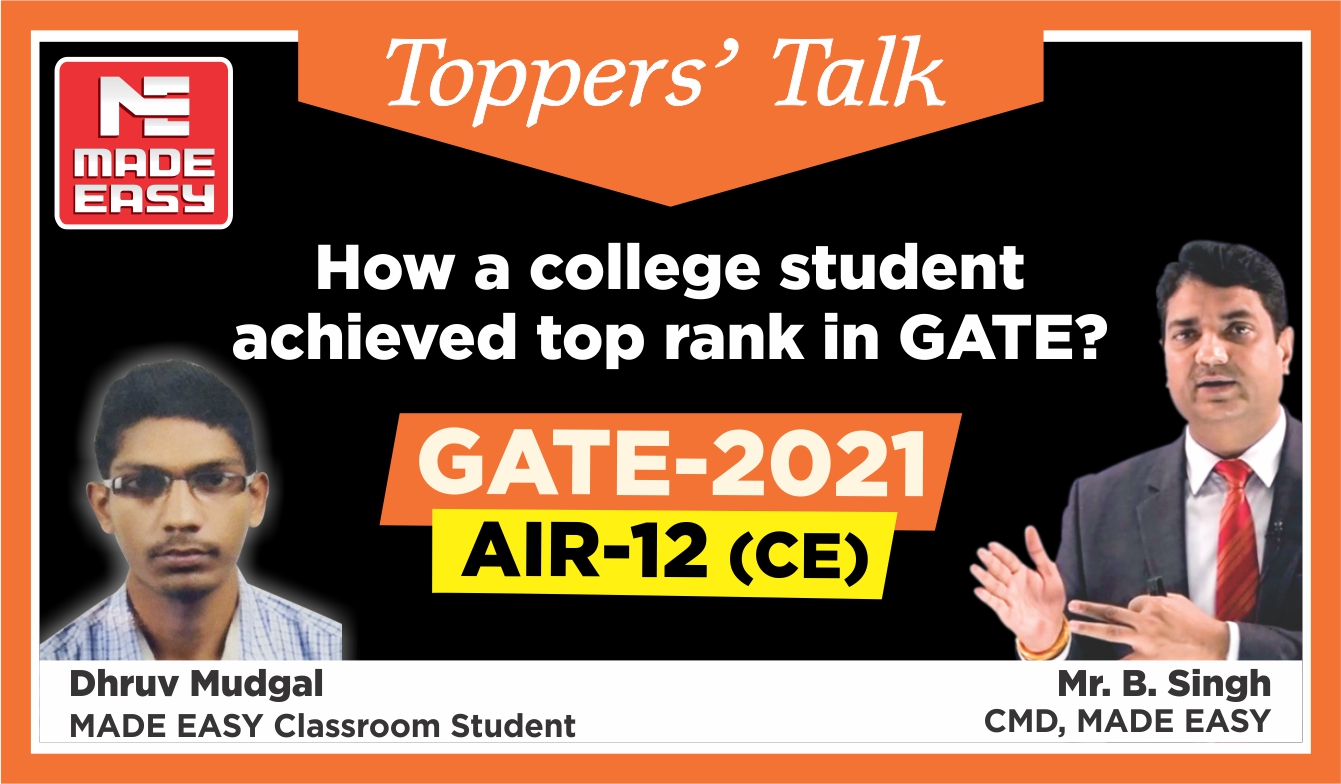 Toppers’ Talk
ME
MADE
EASY
How a college student
achieved top rank in GATE?
GATE-2021
AIR-12 (CE)
Dhruv Mudgal
MADE EASY Classroom Student
Mr. B. Singh
CMD, MADE EASY